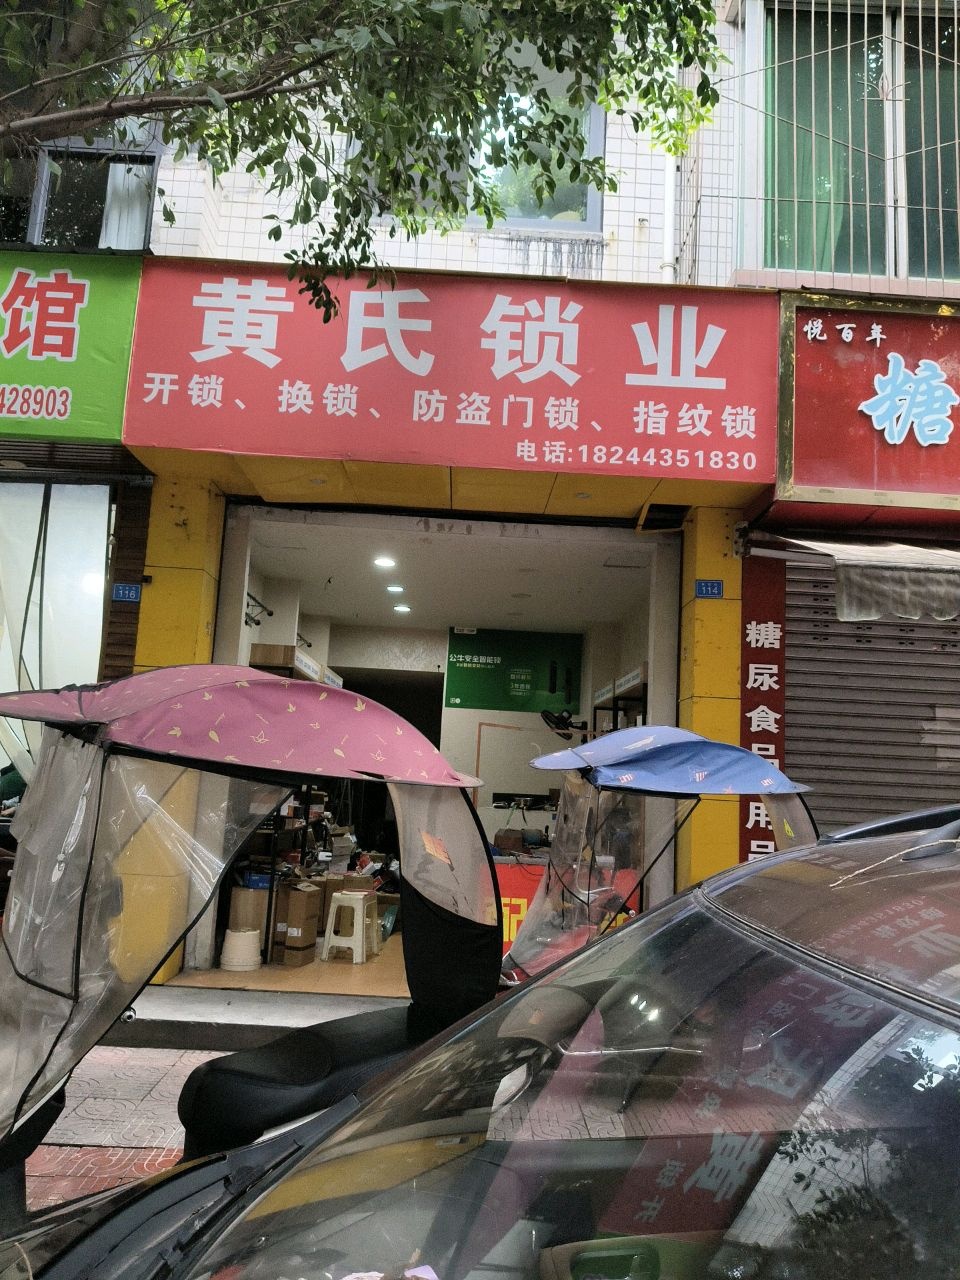 馆
428903
黄氏锁业
开锁、换锁、防盗门锁、指纹锁
电话:18244351830
悦百年
糖
116
114
公牛安全智能锁
糖尿食品用品
配